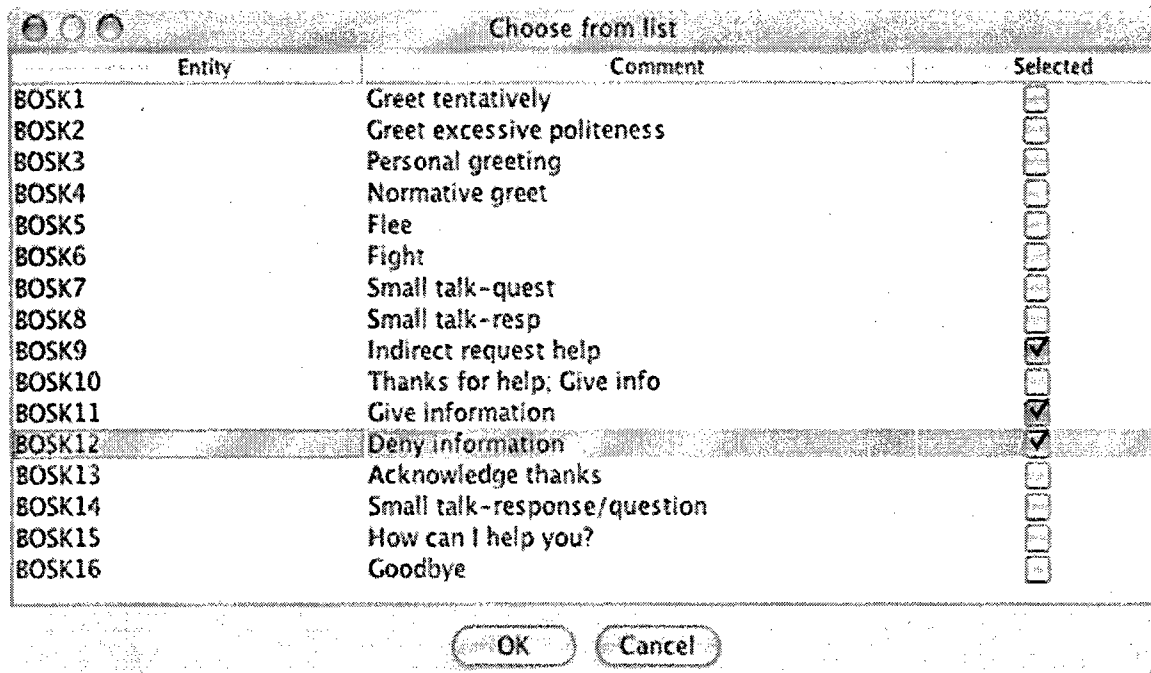 Choose from list
Entity Comment Selected
BOSK1 Greet tentatively
BOSK2 Greet excessive politeness
BOSK3 Personal greeting
BOSK4 Normative greet
BOSK5 Flee
BOSK6 Fight
BOSK7 Small talk-quest
BOSK8 Small talk-resp
BOSK9 Indirect request help
BOSK10 Thanks for help; Give info
BOSK11 Give information
BOSK12 Deny information
BOSK13 Acknowledge thanks
BOSK14 Small talk-response/question
BOSK15 How can I help you?
BOSK16 Goodbye
OK Cancel